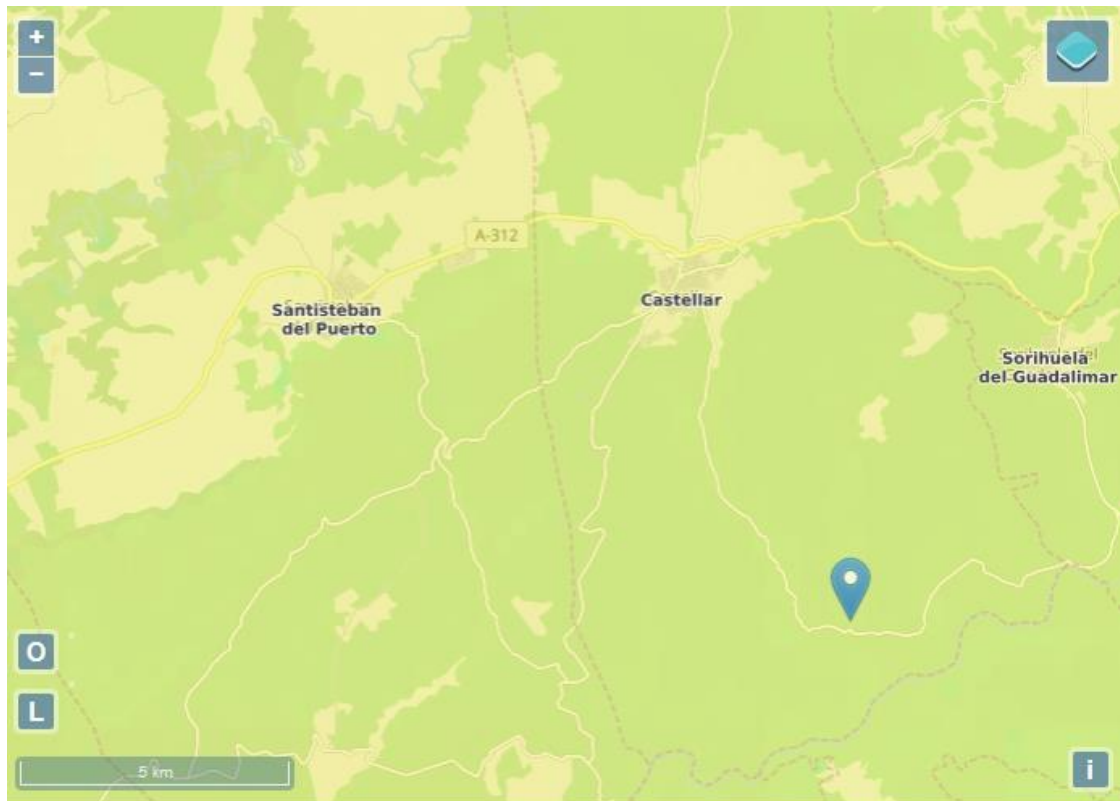 +
−
A-312
Santisteban
del Puerto
Castellar
Sorihuela
del Guadalimar
O
L
5 km
i